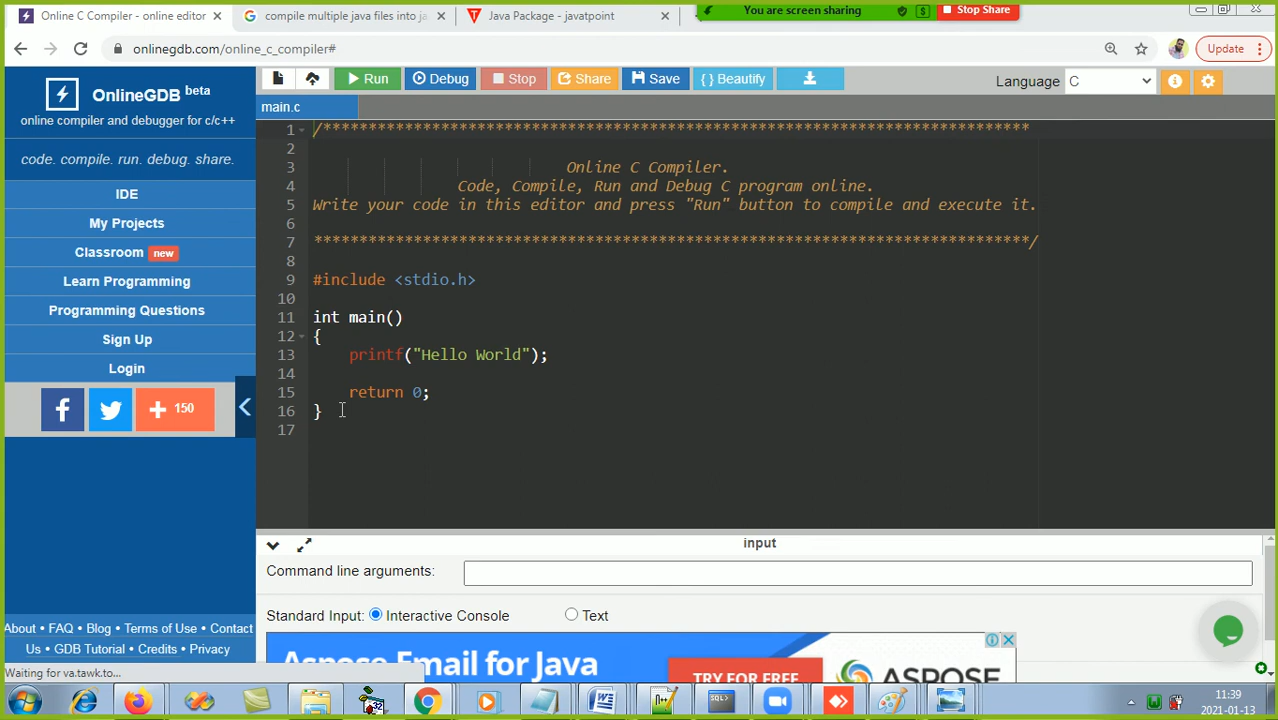 Online C Compiler - online editor
compile multiple java files into ja
Java Package - javatpoint
You are screen sharing
Stop Share
onlinegdb.com/online_c_compiler#
Update
OnlineGDB beta
online compiler and debugger for c/c++
code. compile. run. debug. share.
IDE
My Projects
Classroom new
Learn Programming
Programming Questions
Sign Up
Login
150
About • FAQ • Blog • Terms of Use • Contact
Us • GDB Tutorial • Credits • Privacy
Waiting for va.tawk.to...
Run
Debug
Stop
Share
Save
{ } Beautify
Language C
main.c
1 /******************************************************************************
2
3 Online C Compiler.
4 Code, Compile, Run and Debug C program online.
5 Write your code in this editor and press "Run" button to compile and execute it.
6
7 *******************************************************************************/
8
9 #include <stdio.h>
10
11 int main()
12 {
13 printf("Hello World");
14
15 return 0;
16 }
17
input
Command line arguments:
Standard Input: Interactive Console Text
Aspose Email for Java
TRY FOR FREE
ASPOSE
11:39
2021-01-13